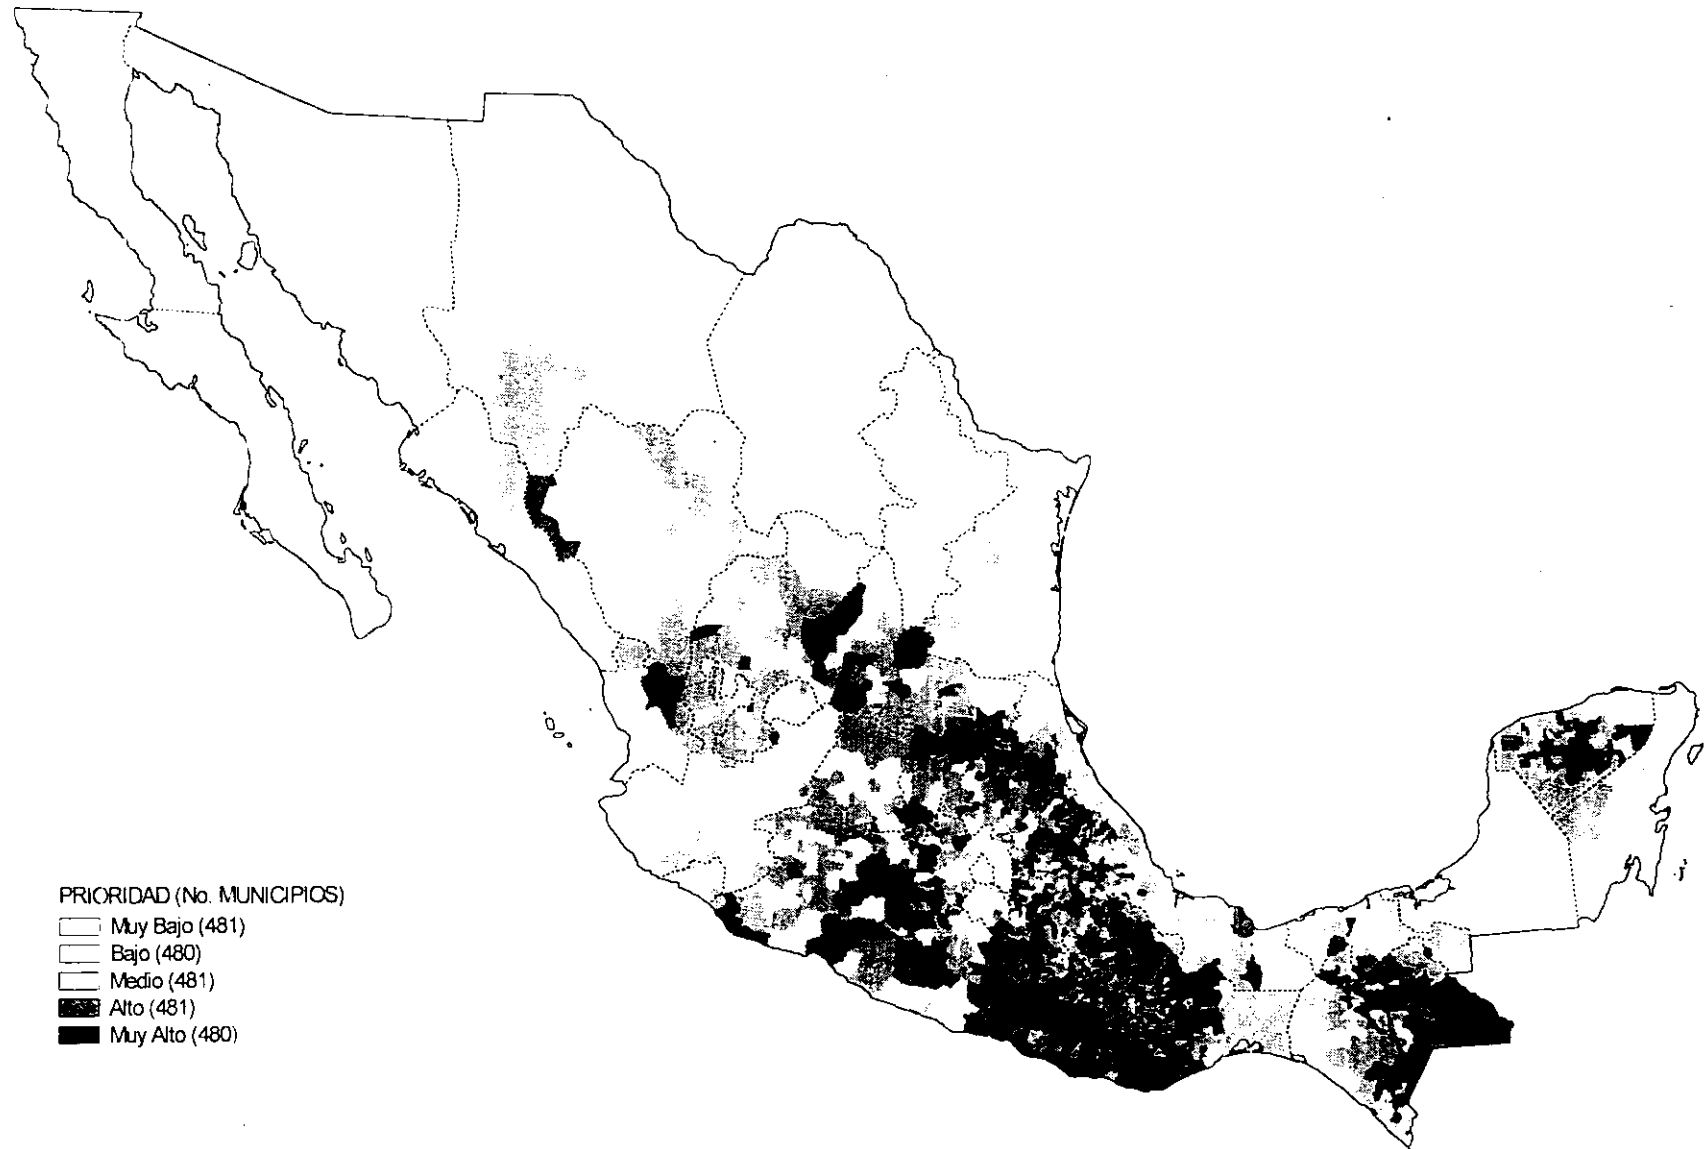 PRIORIDAD (No. MUNICIPIOS)
Muy Bajo (481)
Bajo (480)
Medio (481)
Alto (481)
Muy Alto (480)